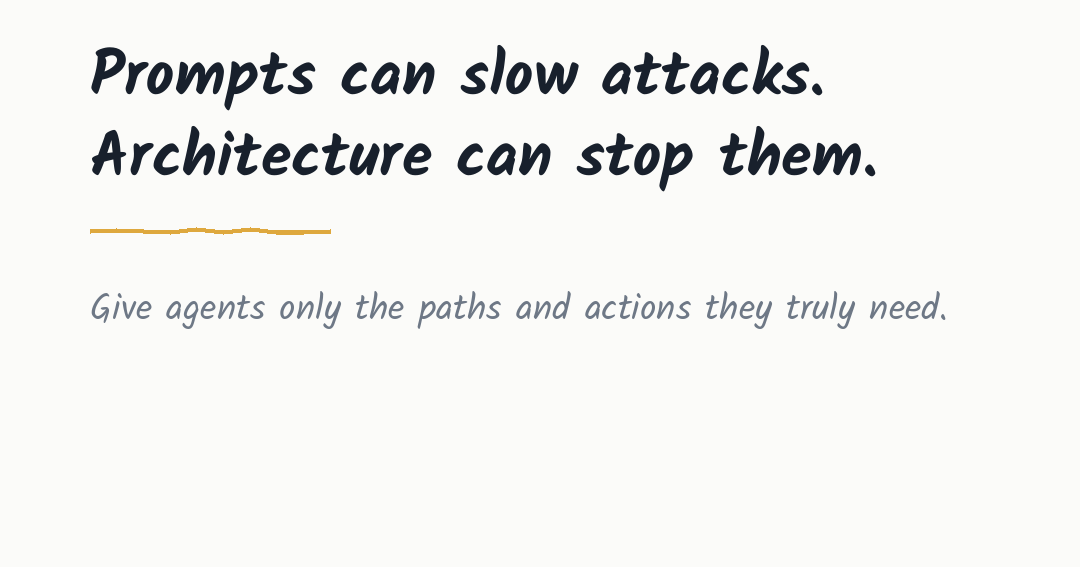 Prompts can slow attacks.
Architecture can stop them.
Give agents only the paths and actions they truly need.